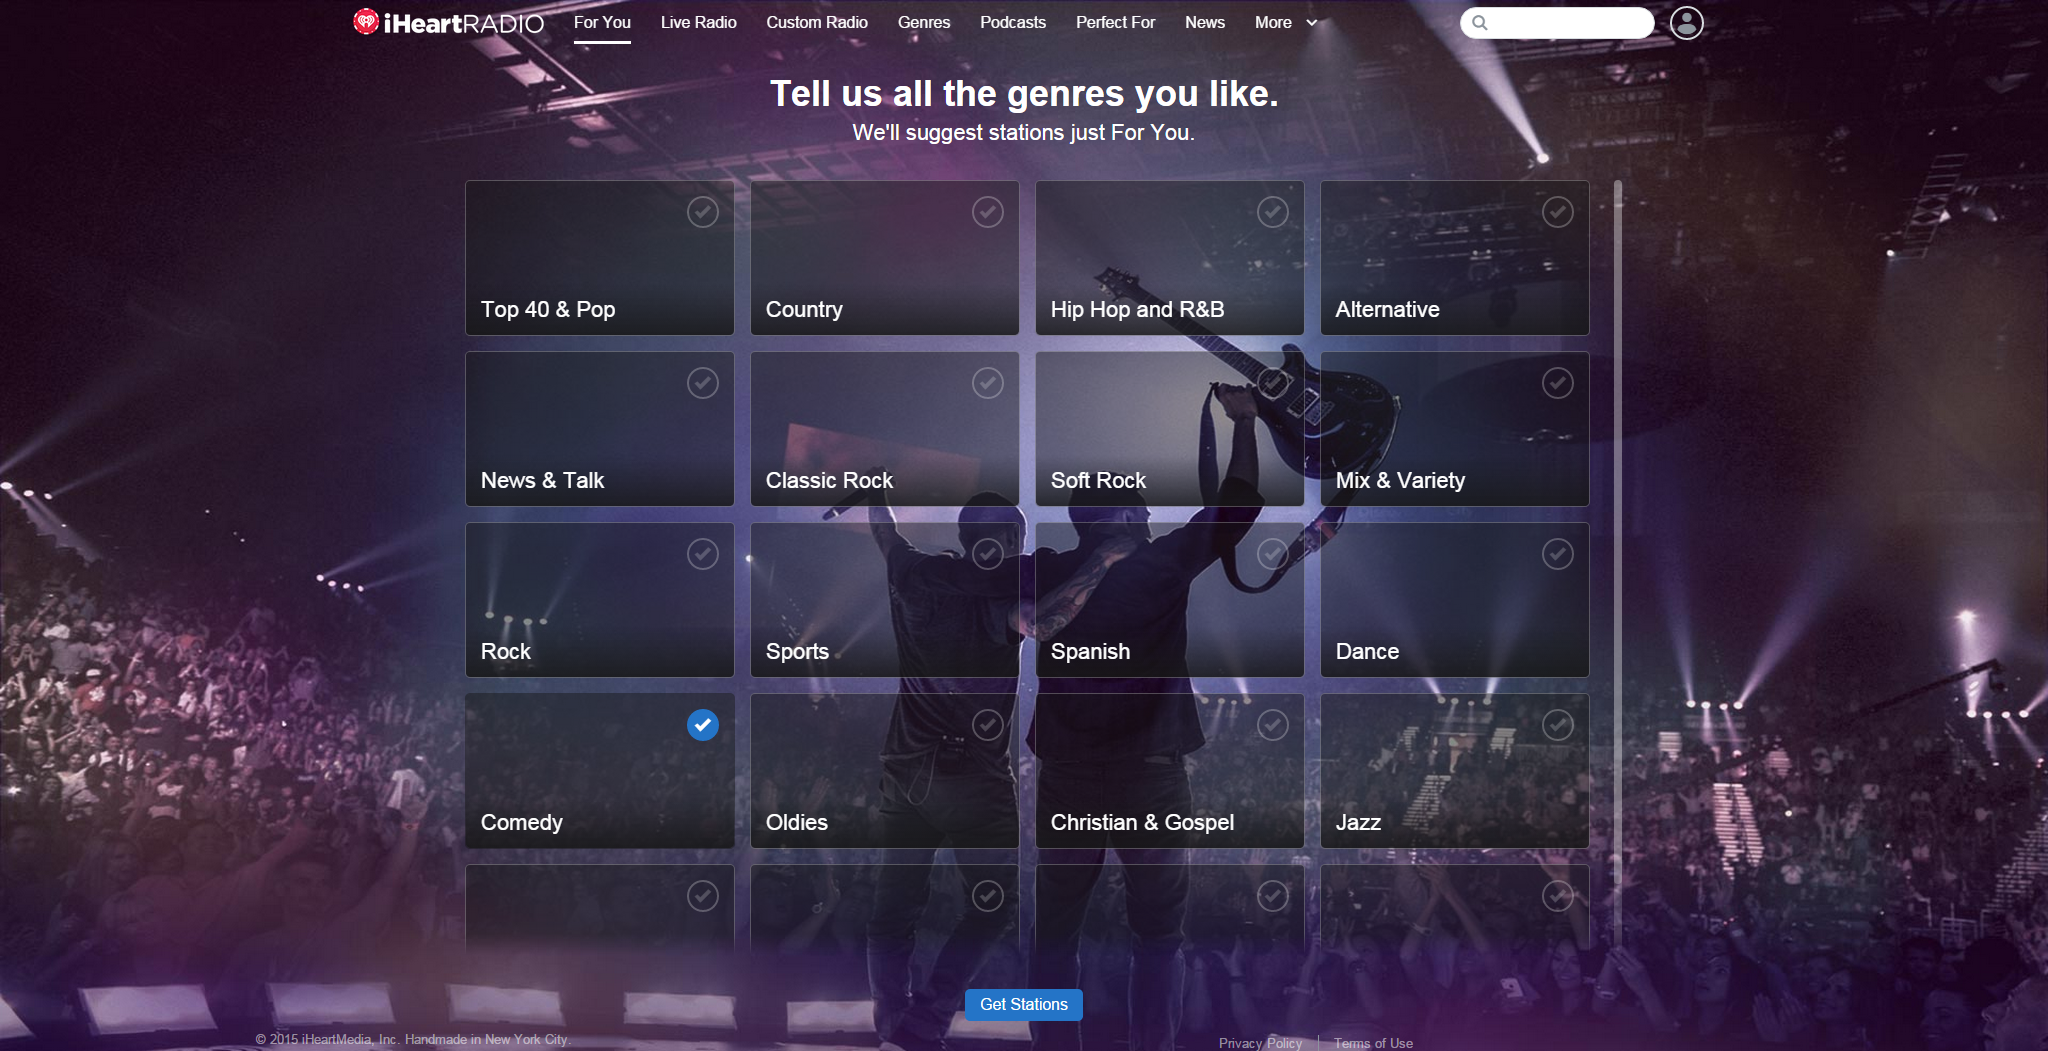 iHeartRADIO For You Live Radio Custom Radio Genres Podcasts Perfect For News More
Tell us all the genres you like.
We'll suggest stations just For You.
Top 40 & Pop Country Hip Hop and R&B Alternative
News & Talk Classic Rock Soft Rock Mix & Variety
Rock Sports Spanish Dance
Comedy Oldies Christian & Gospel Jazz
Get Stations
© 2015 iHeartMedia, Inc. Handmade in New York City.
Privacy Policy | Terms of Use